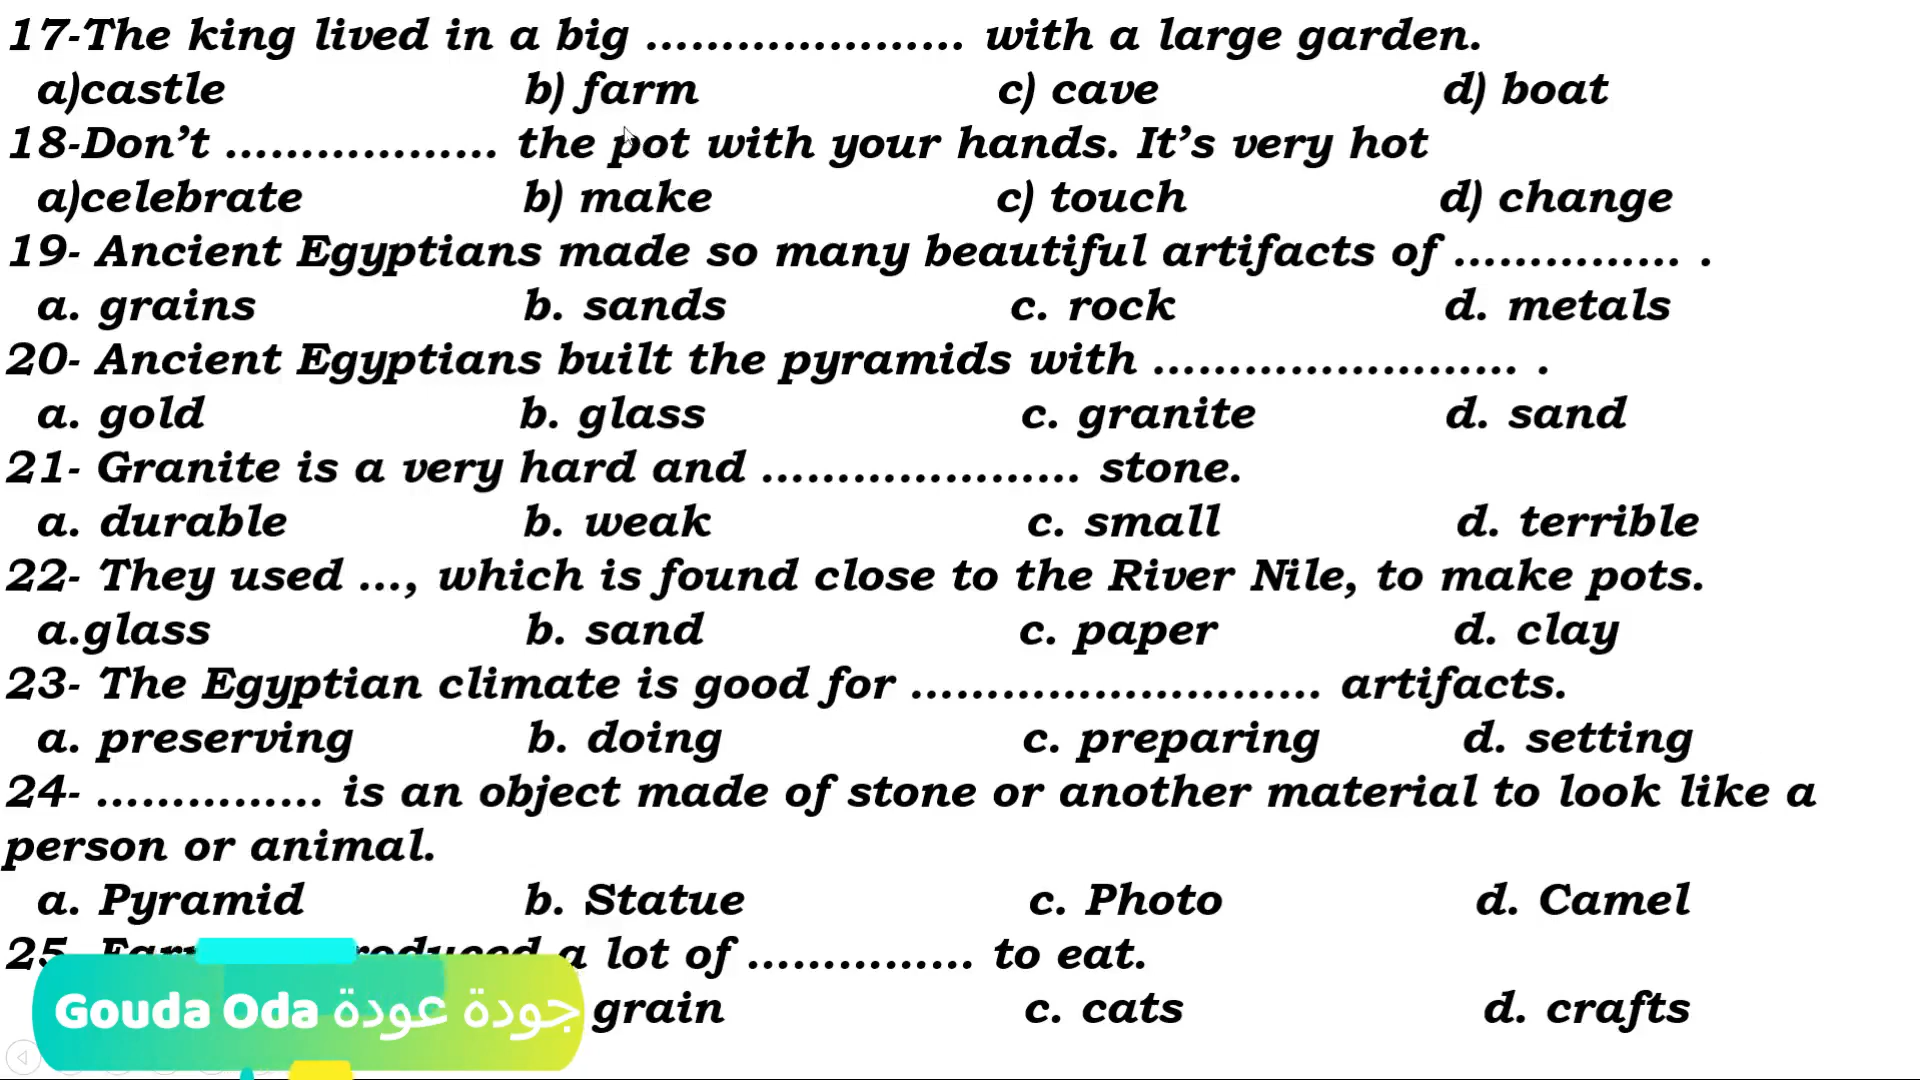 17-The king lived in a big ..................... with a large garden.
a)castle b) farm c) cave d) boat
18-Don’t .................. the pot with your hands. It’s very hot
a)celebrate b) make c) touch d) change
19- Ancient Egyptians made so many beautiful artifacts of ............... .
a. grains b. sands c. rock d. metals
20- Ancient Egyptians built the pyramids with ........................ .
a. gold b. glass c. granite d. sand
21- Granite is a very hard and ..................... stone.
a. durable b. weak c. small d. terrible
22- They used ..., which is found close to the River Nile, to make pots.
a.glass b. sand c. paper d. clay
23- The Egyptian climate is good for ........................... artifacts.
a. preserving b. doing c. preparing d. setting
24- ............... is an object made of stone or another material to look like a
person or animal.
a. Pyramid b. Statue c. Photo d. Camel
25- a lot of ............... to eat.
grain c. cats d. crafts
Gouda Oda جودة عودة